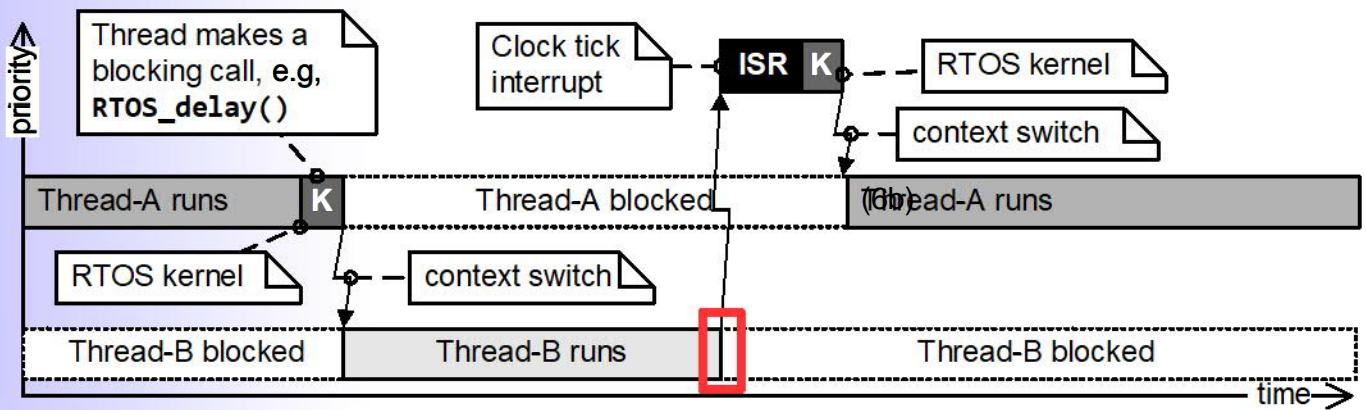 priority
Thread makes a
blocking call, e.g,
RTOS_delay()
Clock tick
interrupt
ISR K
RTOS kernel
context switch
Thread-A runs
K
Thread-A blocked
Thread-A runs
(6b)
RTOS kernel
context switch
Thread-B blocked
Thread-B runs
Thread-B blocked
time